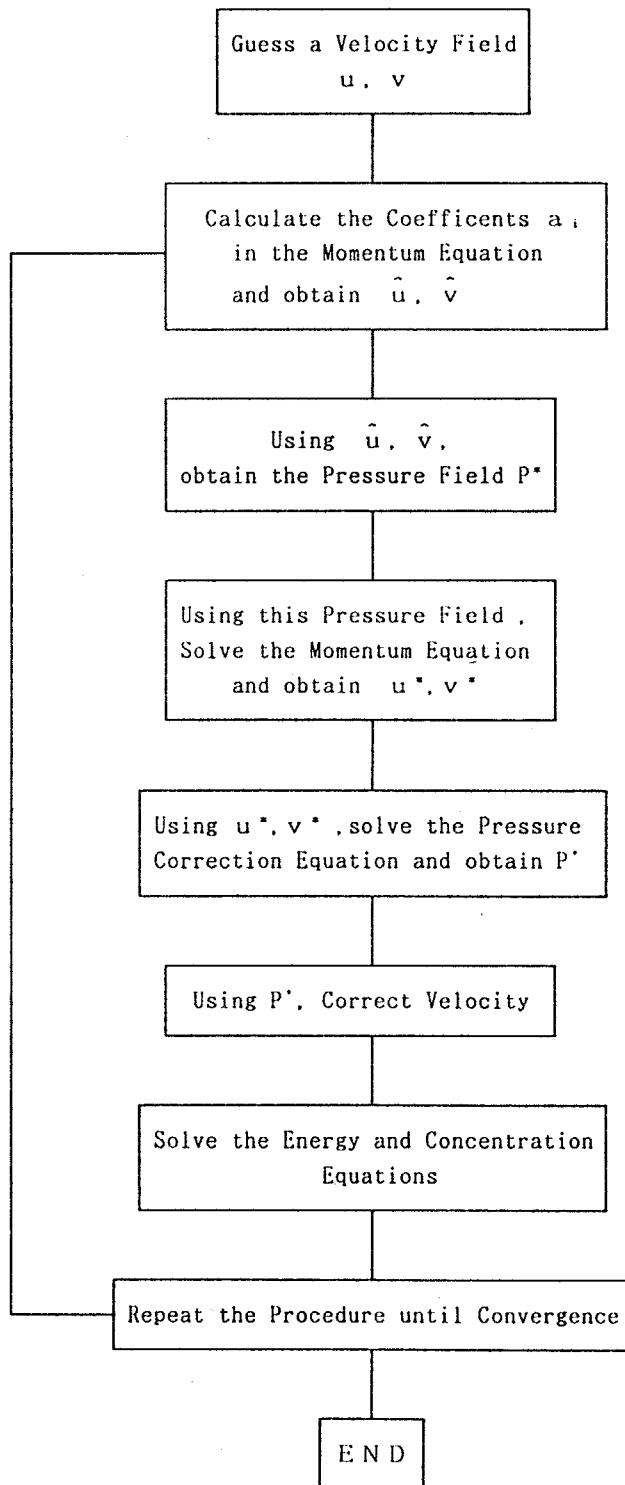 Guess a Velocity Field
u, v
Calculate the Coefficents aᵢ
in the Momentum Equation
and obtain û, v̂
Using û, v̂,
obtain the Pressure Field P*
Using this Pressure Field,
Solve the Momentum Equation
and obtain u*, v*
Using u*, v*, solve the Pressure
Correction Equation and obtain P'
Using P', Correct Velocity
Solve the Energy and Concentration
Equations
Repeat the Procedure until Convergence
END